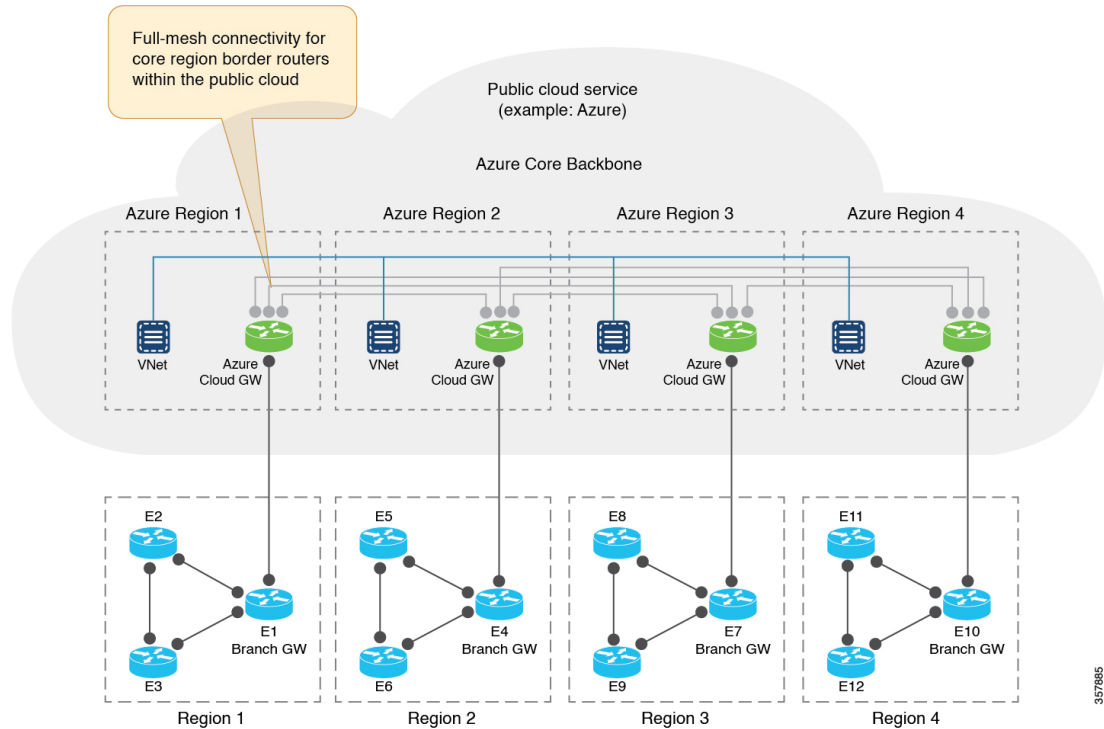 Full-mesh connectivity for
core region border routers
within the public cloud
Public cloud service
(example: Azure)
Azure Core Backbone
Azure Region 1
Azure Region 2
Azure Region 3
Azure Region 4
VNet
Azure
Cloud GW
VNet
Azure
Cloud GW
VNet
Azure
Cloud GW
VNet
Azure
Cloud GW
E2
E1
Branch GW
E3
E5
E4
Branch GW
E6
E8
E7
Branch GW
E9
E11
E10
Branch GW
E12
Region 1
Region 2
Region 3
Region 4
357885